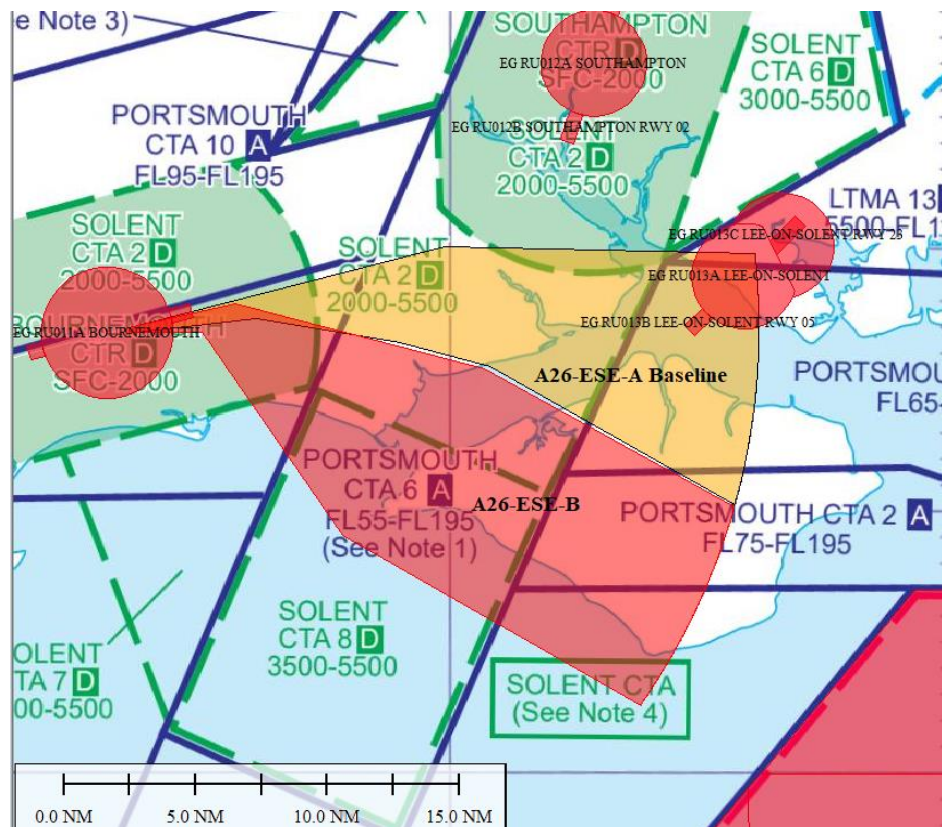 e Note 3)
SOUTHAMPTON
CTR D
SFC-2000
EG RU012A SOUTHAMPTON
SOLENT
CTA 6 D
3000-5500
PORTSMOUTH
CTA 10 A
FL95-FL195
EG RU012B SOUTHAMPTON RWY 02
SOLENT
CTA 2 D
2000-5500
LTMA 13
5500-FL1
SOLENT
CTA 2 D
2000-5500
SOLENT
CTA 2 D
2000-5500
EG RU013C LEE-ON-SOLENT RWY 23
EG RU013A LEE-ON-SOLENT
EG RU013B LEE-ON-SOLENT RWY 05
EG RU011A BOURNEMOUTH
BOURNEMOUTH
CTR D
SFC-2000
A26-ESE-A Baseline
PORTSMOU
FL65-
PORTSMOUTH
CTA 6 A
FL55-FL195
(See Note 1)
A26-ESE-B
PORTSMOUTH CTA 2 A
FL75-FL195
SOLENT
CTA 8 D
3500-5500
OLENT
TA 7 D
00-5500
SOLENT CTA
(See Note 4)
0.0 NM 5.0 NM 10.0 NM 15.0 NM